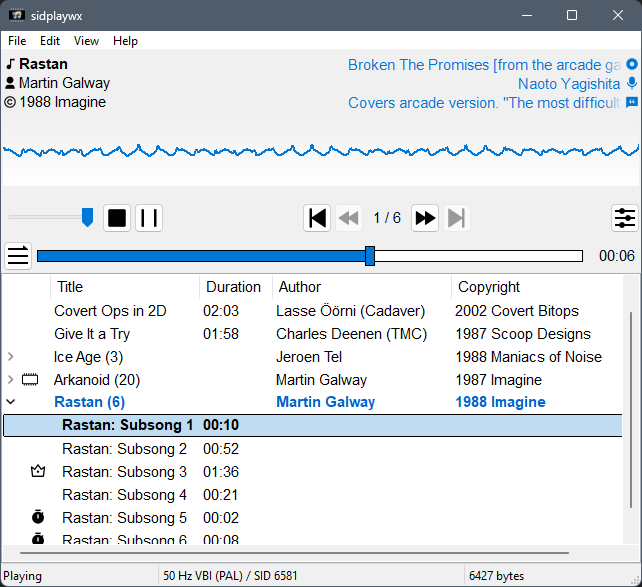 sidplaywx
File Edit View Help
Rastan
Martin Galway
© 1988 Imagine
Broken The Promises [from the arcade ga
Naoto Yagishita
Covers arcade version. "The most difficult
1 / 6
00:06
Title Duration Author Copyright
Covert Ops in 2D 02:03 Lasse Öörni (Cadaver) 2002 Covert Bitops
Give It a Try 01:58 Charles Deenen (TMC) 1987 Scoop Designs
Ice Age (3) Jeroen Tel 1988 Maniacs of Noise
Arkanoid (20) Martin Galway 1987 Imagine
Rastan (6) Martin Galway 1988 Imagine
Rastan: Subsong 1 00:10
Rastan: Subsong 2 00:52
Rastan: Subsong 3 01:36
Rastan: Subsong 4 00:21
Rastan: Subsong 5 00:02
Rastan: Subsong 6 00:08
Playing 50 Hz VBI (PAL) / SID 6581 6427 bytes